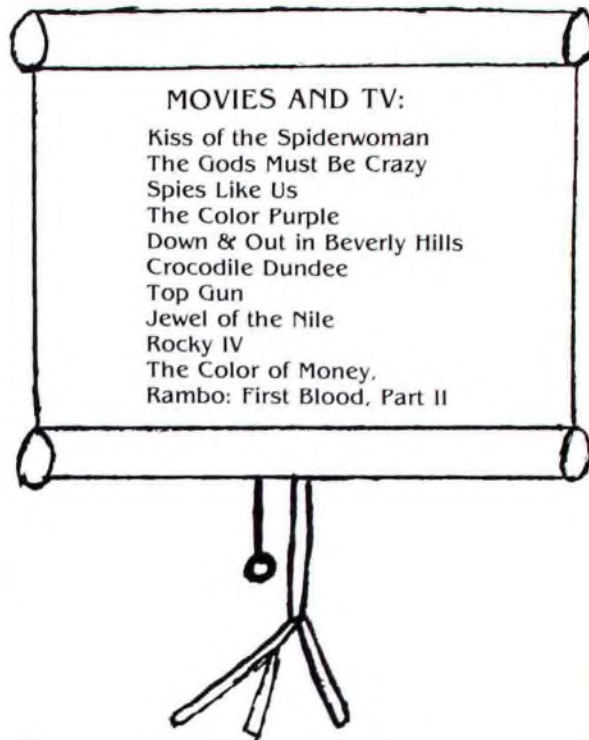 MOVIES AND TV:
Kiss of the Spiderwoman
The Gods Must Be Crazy
Spies Like Us
The Color Purple
Down & Out in Beverly Hills
Crocodile Dundee
Top Gun
Jewel of the Nile
Rocky IV
The Color of Money,
Rambo: First Blood, Part II